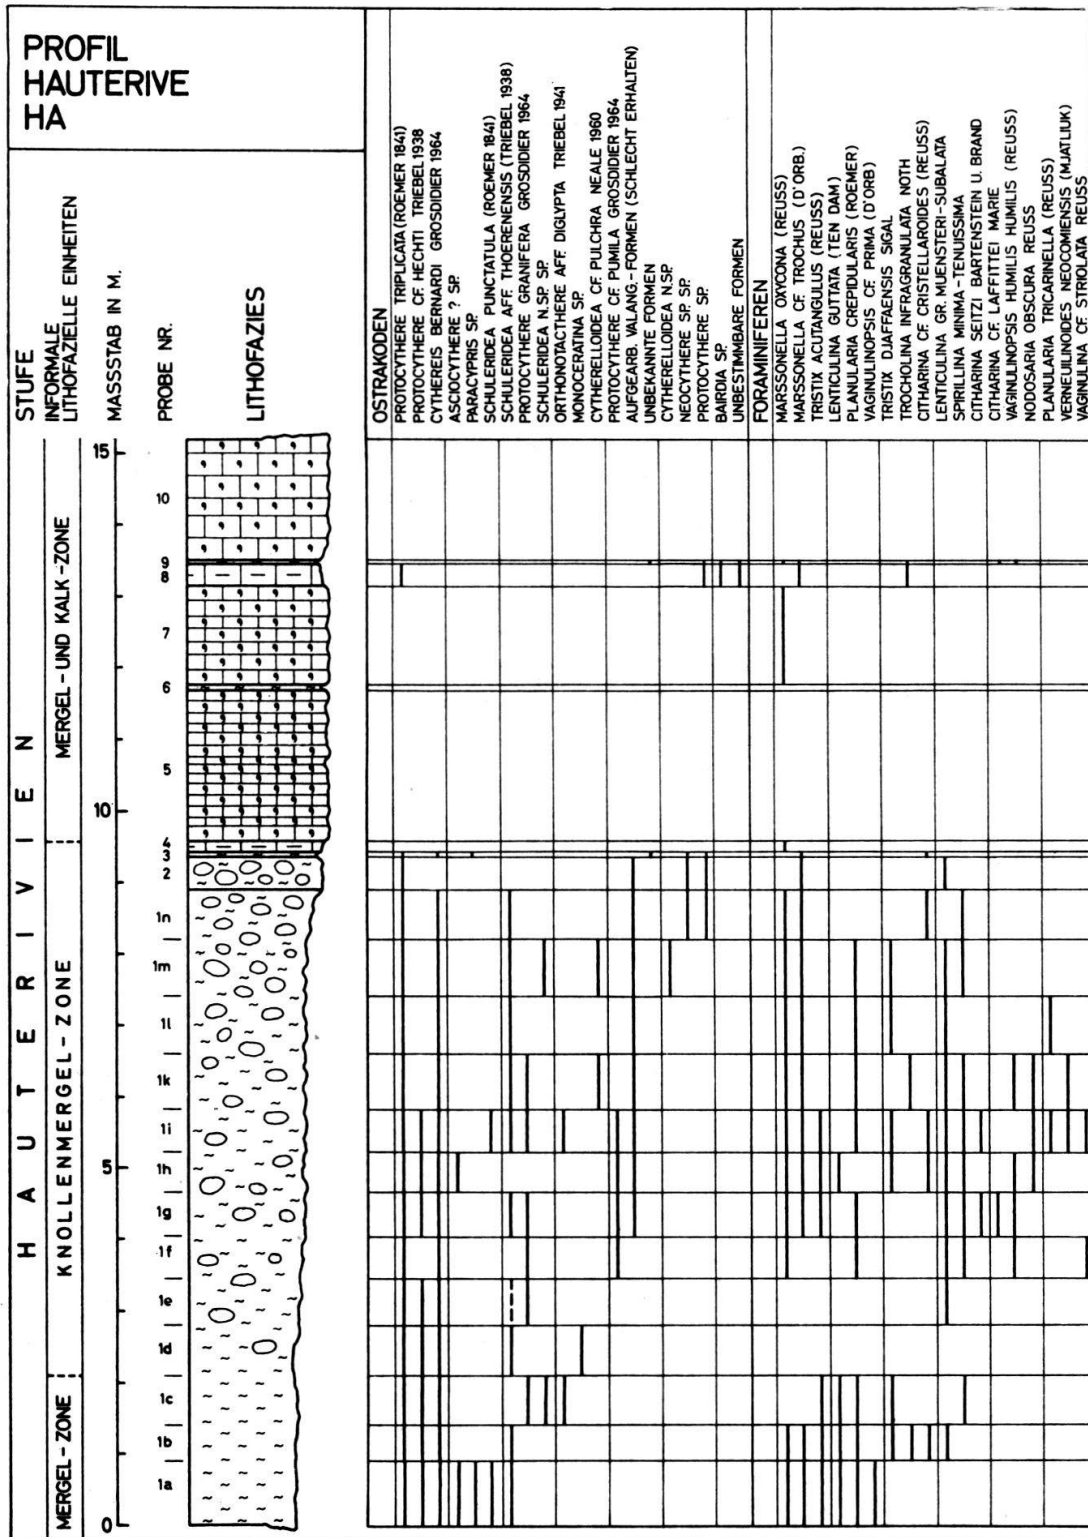 PROFIL
HAUTERIVE
HA
STUFE
INFORMALE
LITHOFAZIELLE EINHEITEN
MASSSTAB IN M.
PROBE NR.
LITHOFAZIES
OSTRAKODEN
PROTOCYTHERE TRIPLICATA (ROEMER 1841)
PROTOCYTHERE CF. HECHTI TRIEBEL 1938
CYTHEREIS BERNARDI GROSDIDIER 1964
ASCIOCYTHERE ? SP.
PARACYPRIS SP.
SCHULERIDEA PUNCTATULA (ROEMER 1841)
SCHULERIDEA AFF. THOERENENSIS (TRIEBEL 1938)
PROTOCYTHERE GRANIFERA GROSDIDIER 1964
SCHULERIDEA N.SP. SP.
ORTHONOTACTHERE AFF. DIGLYPTA TRIEBEL 1941
MONOCERATINA SP.
CYTHERELLOIDEA CF. PULCHRA NEALE 1960
PROTOCYTHERE CF. PUMILA GROSDIDIER 1964
AUFGEARB. VALANG.-FORMEN (SCHLECHT ERHALTEN)
UNBEKANNTE FORMEN
CYTHERELLOIDEA N.SP.
NEOCYTHERE SP. SP.
PROTOCYTHERE SP.
BAIRDIA SP.
UNBESTIMMBARE FORMEN
FORAMINIFEREN
MARSSONELLA OXYCONA (REUSS)
MARSSONELLA CF. TROCHUS (D'ORB.)
TRISTIX ACUTANGULUS (REUSS)
LENTICULINA GUTTATA (TEN DAM)
PLANULARIA CREPIDULARIS (ROEMER)
VAGINULINOPSIS CF. PRIMA (D'ORB)
TRISTIX DJAFFAENSIS SIGAL
TROCHOLINA INFRAGRANULATA NOTH
CITHARINA CF. CRISTELLAROIDES (REUSS)
LENTICULINA GR. MUENSTERI-SUBALATA
SPIRILLINA MINIMA-TENUISSIMA
CITHARINA SEITZI BARTENSTEIN U. BRAND
CITHARINA CF. LAFFITTEI MARIE
VAGINULINOPSIS HUMILIS HUMILIS (REUSS)
NODOSARIA OBSCURA REUSS
PLANULARIA TRICARINELLA (REUSS)
VERNEUILINOIDES NEOCOMIENSIS (MJATLIUK)
VAGINULINA CF. STRIOLATA REUSS
HAUTERIVIEN
MERGEL-UND KALK-ZONE
KNOLLENMERGEL-ZONE
MERGEL-ZONE
15
10
5
0
10
9
8
7
6
5
4
3
2
1n
1m
1l
1k
1i
1h
1g
1f
1e
1d
1c
1b
1a